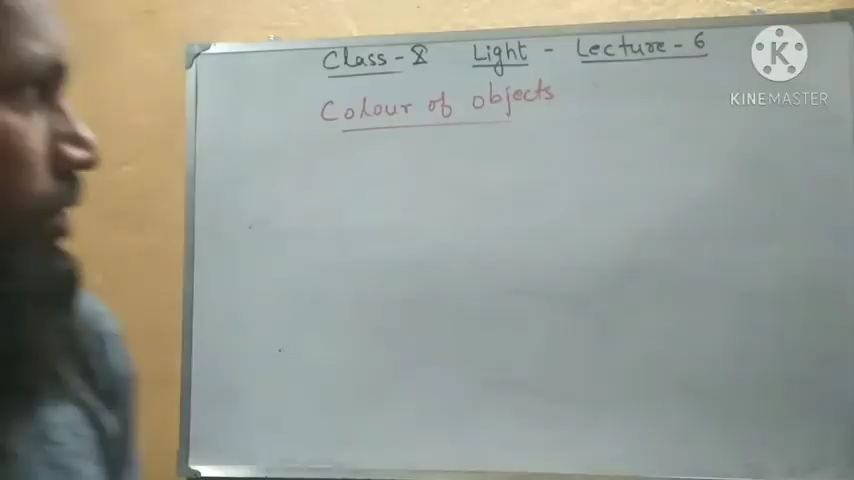 Class - 8 Light - Lecture - 6
Colour of objects
K
KINEMASTER